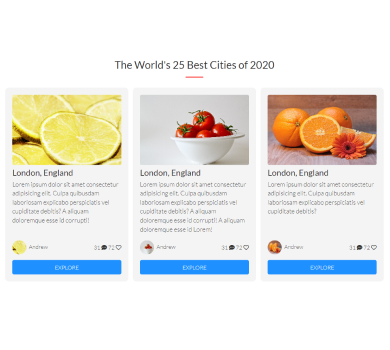 The World's 25 Best Cities of 2020
London, England
Lorem ipsum dolor sit amet consectetur
adipisicing elit. Culpa quibusdam
laboriosam explicabo perspiciatis vel
cupiditate debitis? A aliquam
doloremque esse id corrupti!
Andrew
31 72
EXPLORE
London, England
Lorem ipsum dolor sit amet consectetur
adipisicing elit. Culpa quibusdam
laboriosam explicabo perspiciatis vel
cupiditate debitis? A aliquam
doloremque esse id corrupti! A aliquam
doloremque esse id Lorem!
Andrew
31 72
EXPLORE
London, England
Lorem ipsum dolor sit amet consectetur
adipisicing elit. Culpa quibusdam
laboriosam explicabo perspiciatis vel
cupiditate debitis?
Andrew
31 72
EXPLORE